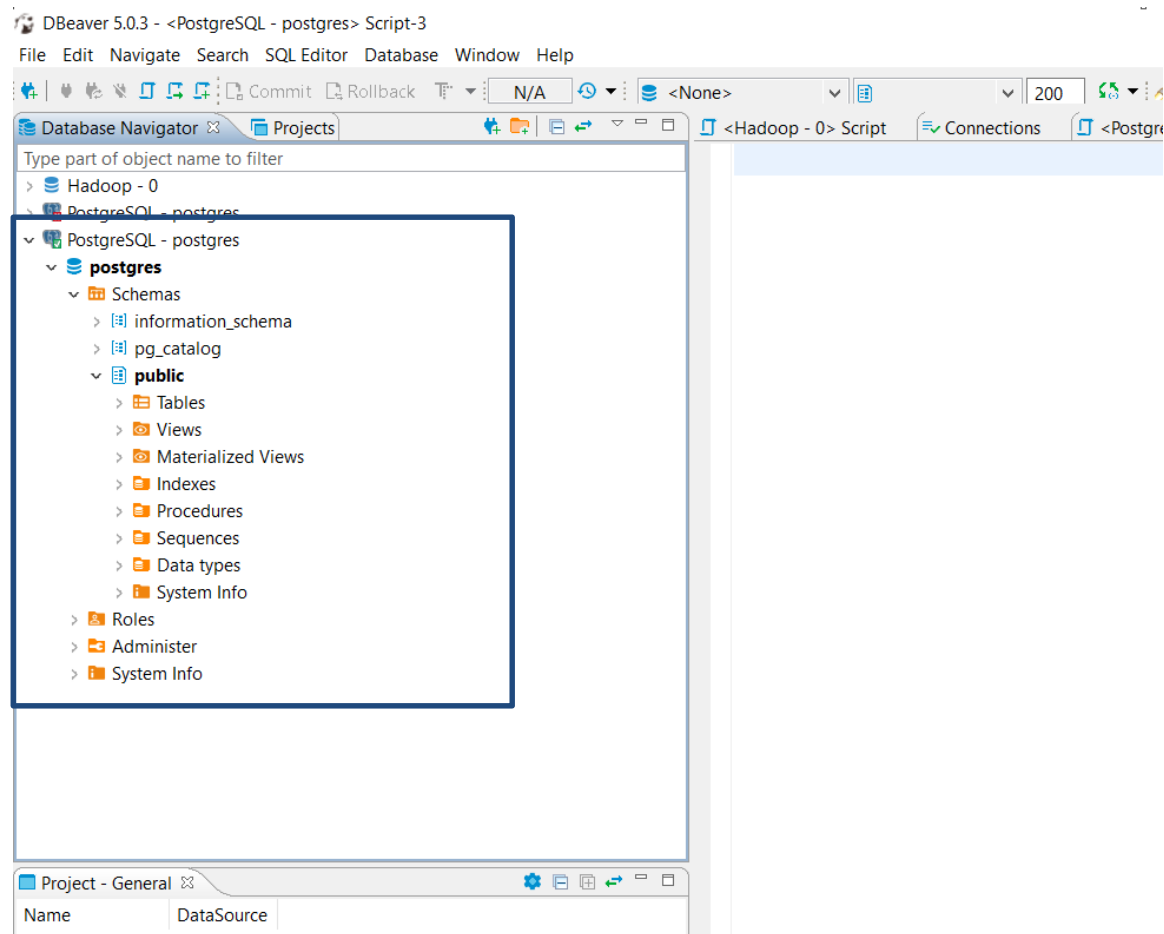 DBeaver 5.0.3 - <PostgreSQL - postgres> Script-3
File Edit Navigate Search SQL Editor Database Window Help
Commit Rollback N/A <None> 200
Database Navigator Projects <Hadoop - 0> Script Connections <Postgre
Type part of object name to filter
Hadoop - 0
PostgreSQL - postgres
PostgreSQL - postgres
postgres
Schemas
information_schema
pg_catalog
public
Tables
Views
Materialized Views
Indexes
Procedures
Sequences
Data types
System Info
Roles
Administer
System Info
Project - General
Name DataSource